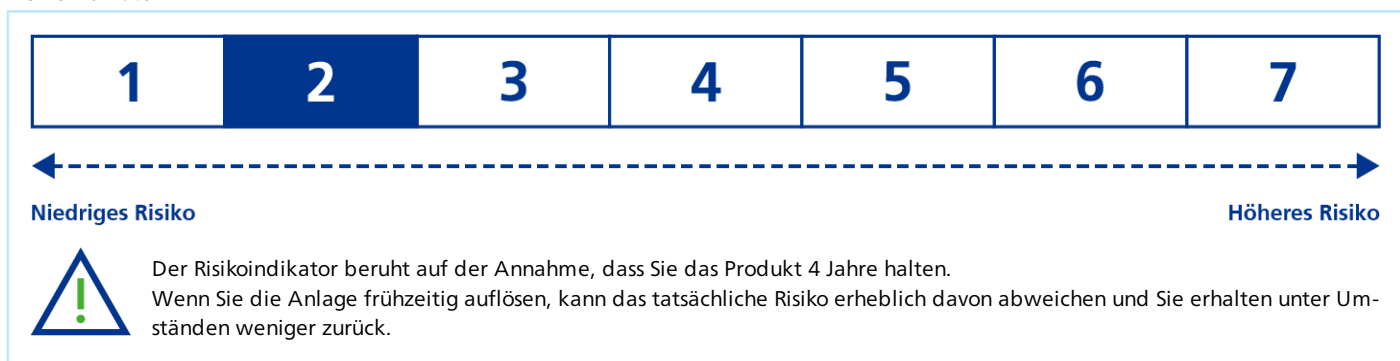 1 2 3 4 5 6 7
Niedriges Risiko Höheres Risiko
Der Risikoindikator beruht auf der Annahme, dass Sie das Produkt 4 Jahre halten.
Wenn Sie die Anlage frühzeitig auflösen, kann das tatsächliche Risiko erheblich davon abweichen und Sie erhalten unter Um-
ständen weniger zurück.